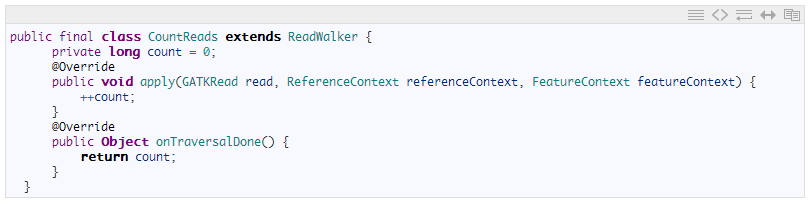 public final class CountReads extends ReadWalker {
private long count = 0;
@Override
public void apply(GATKRead read, ReferenceContext referenceContext, FeatureContext featureContext) {
++count;
}
@Override
public Object onTraversalDone() {
return count;
}
}